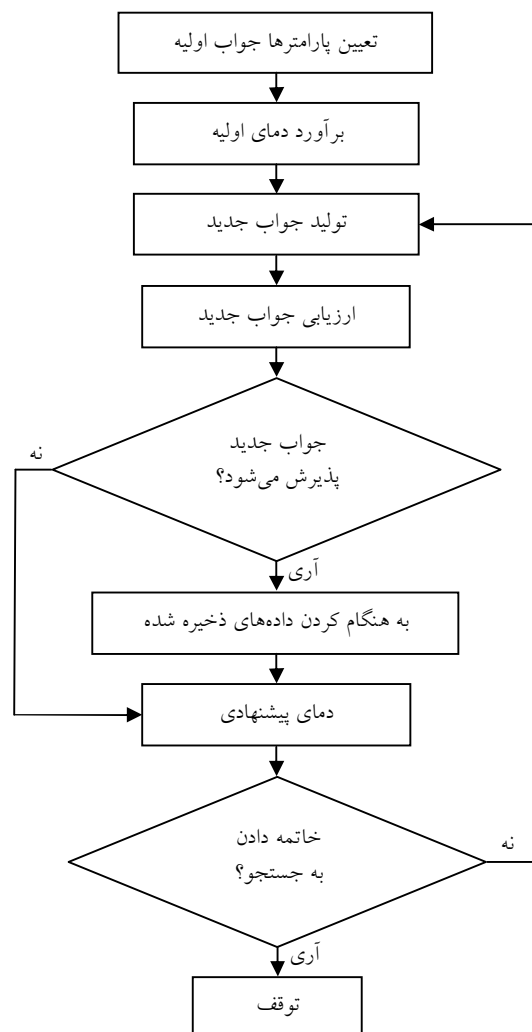 تعیین پارامترها جواب اولیه
برآورد دمای اولیه
تولید جواب جدید
ارزیابی جواب جدید
جواب جدید
پذیرش می‌شود؟
نه
آری
به هنگام کردن داده‌های ذخیره شده
دمای پیشنهادی
خاتمه دادن
به جستجو؟
نه
آری
توقف